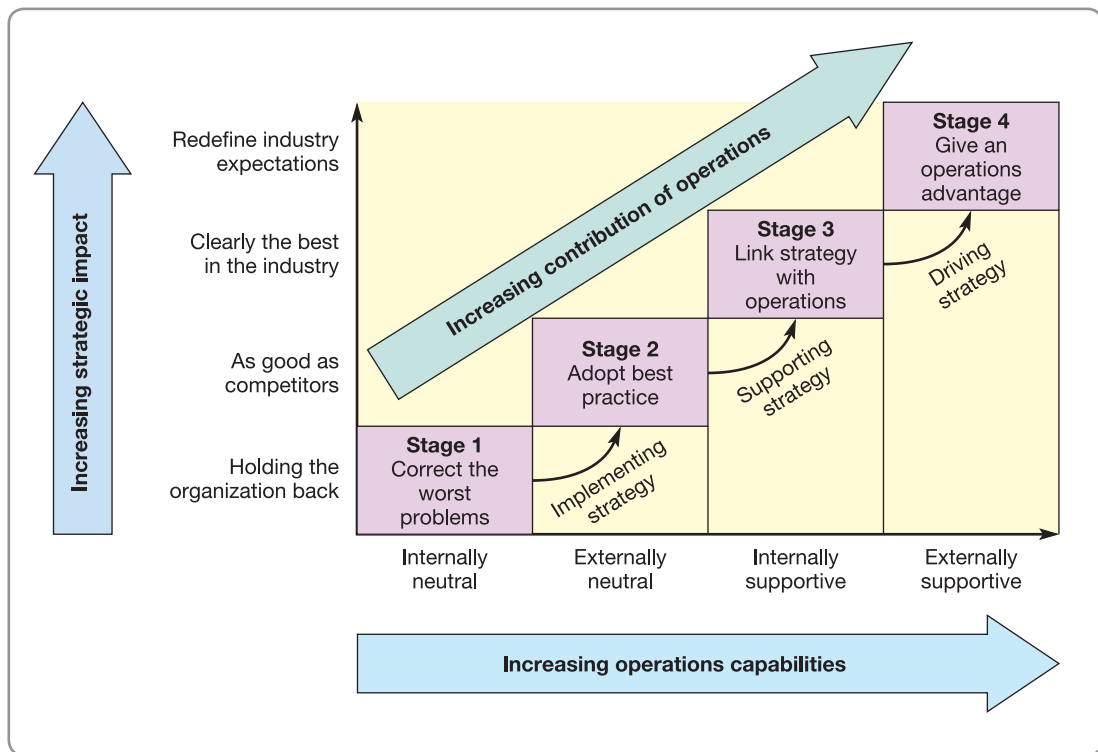 Increasing strategic impact
Redefine industry
expectations
Clearly the best
in the industry
As good as
competitors
Holding the
organization back
Increasing contribution of operations
Stage 1
Correct the
worst
problems
Implementing
strategy
Stage 2
Adopt best
practice
Supporting
strategy
Stage 3
Link strategy
with
operations
Driving
strategy
Stage 4
Give an
operations
advantage
Internally
neutral
Externally
neutral
Internally
supportive
Externally
supportive
Increasing operations capabilities